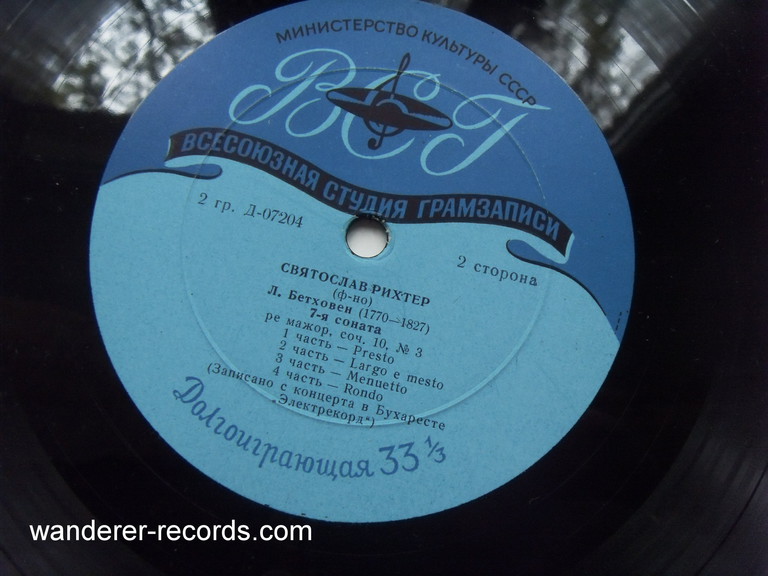 МИНИСТЕРСТВО КУЛЬТУРЫ СССР
ВСГ
ВСЕСОЮЗНАЯ СТУДИЯ ГРАМЗАПИСИ
2 гр. Д-07204
2 сторона
СВЯТОСЛАВ РИХТЕР
(ф-но)
Л. Бетховен (1770—1827)
7-я соната
ре мажор, соч. 10, № 3
1 часть — Presto
2 часть — Largo e mesto
3 часть — Menuetto
4 часть — Rondo
(Записано с концерта в Бухаресте
„Электрекорд“)
Долгоиграющая 33 1/3
wanderer-records.com